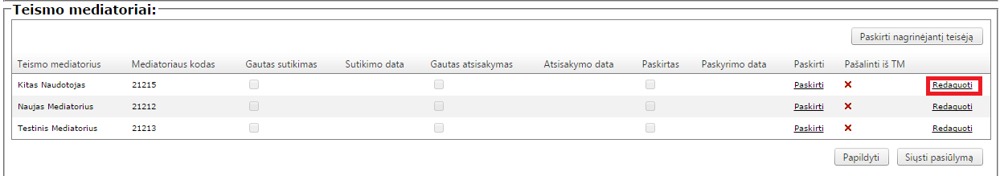 Teismo mediatoriai:
Paskirti nagrinėjantį teisėją
Teismo mediatorius Mediatoriaus kodas Gautas sutikimas Sutikimo data Gautas atsisakymas Atsisakymo data Paskirtas Paskyrimo data Paskirti Pašalinti iš TM
Kitas Naudotojas 21215 Paskirti Redaguoti
Naujas Mediatorius 21212 Paskirti Redaguoti
Testinis Mediatorius 21213 Paskirti Redaguoti
Papildyti Siųsti pasiūlymą